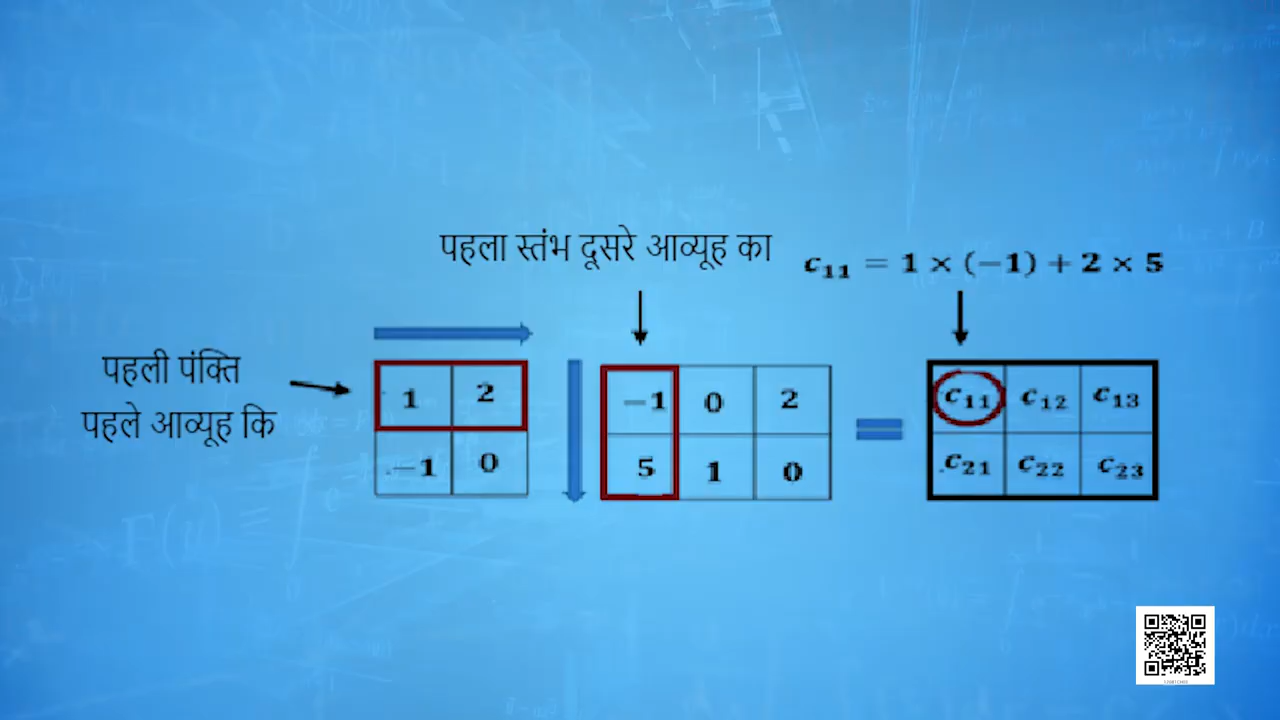 पहला स्तंभ दूसरे आव्यूह का
c₁₁ = 1 × (−1) + 2 × 5
पहली पंक्ति
पहले आव्यूह कि
1 2
−1 0
−1 0 2
5 1 0
=
c₁₁ c₁₂ c₁₃
c₂₁ c₂₂ c₂₃